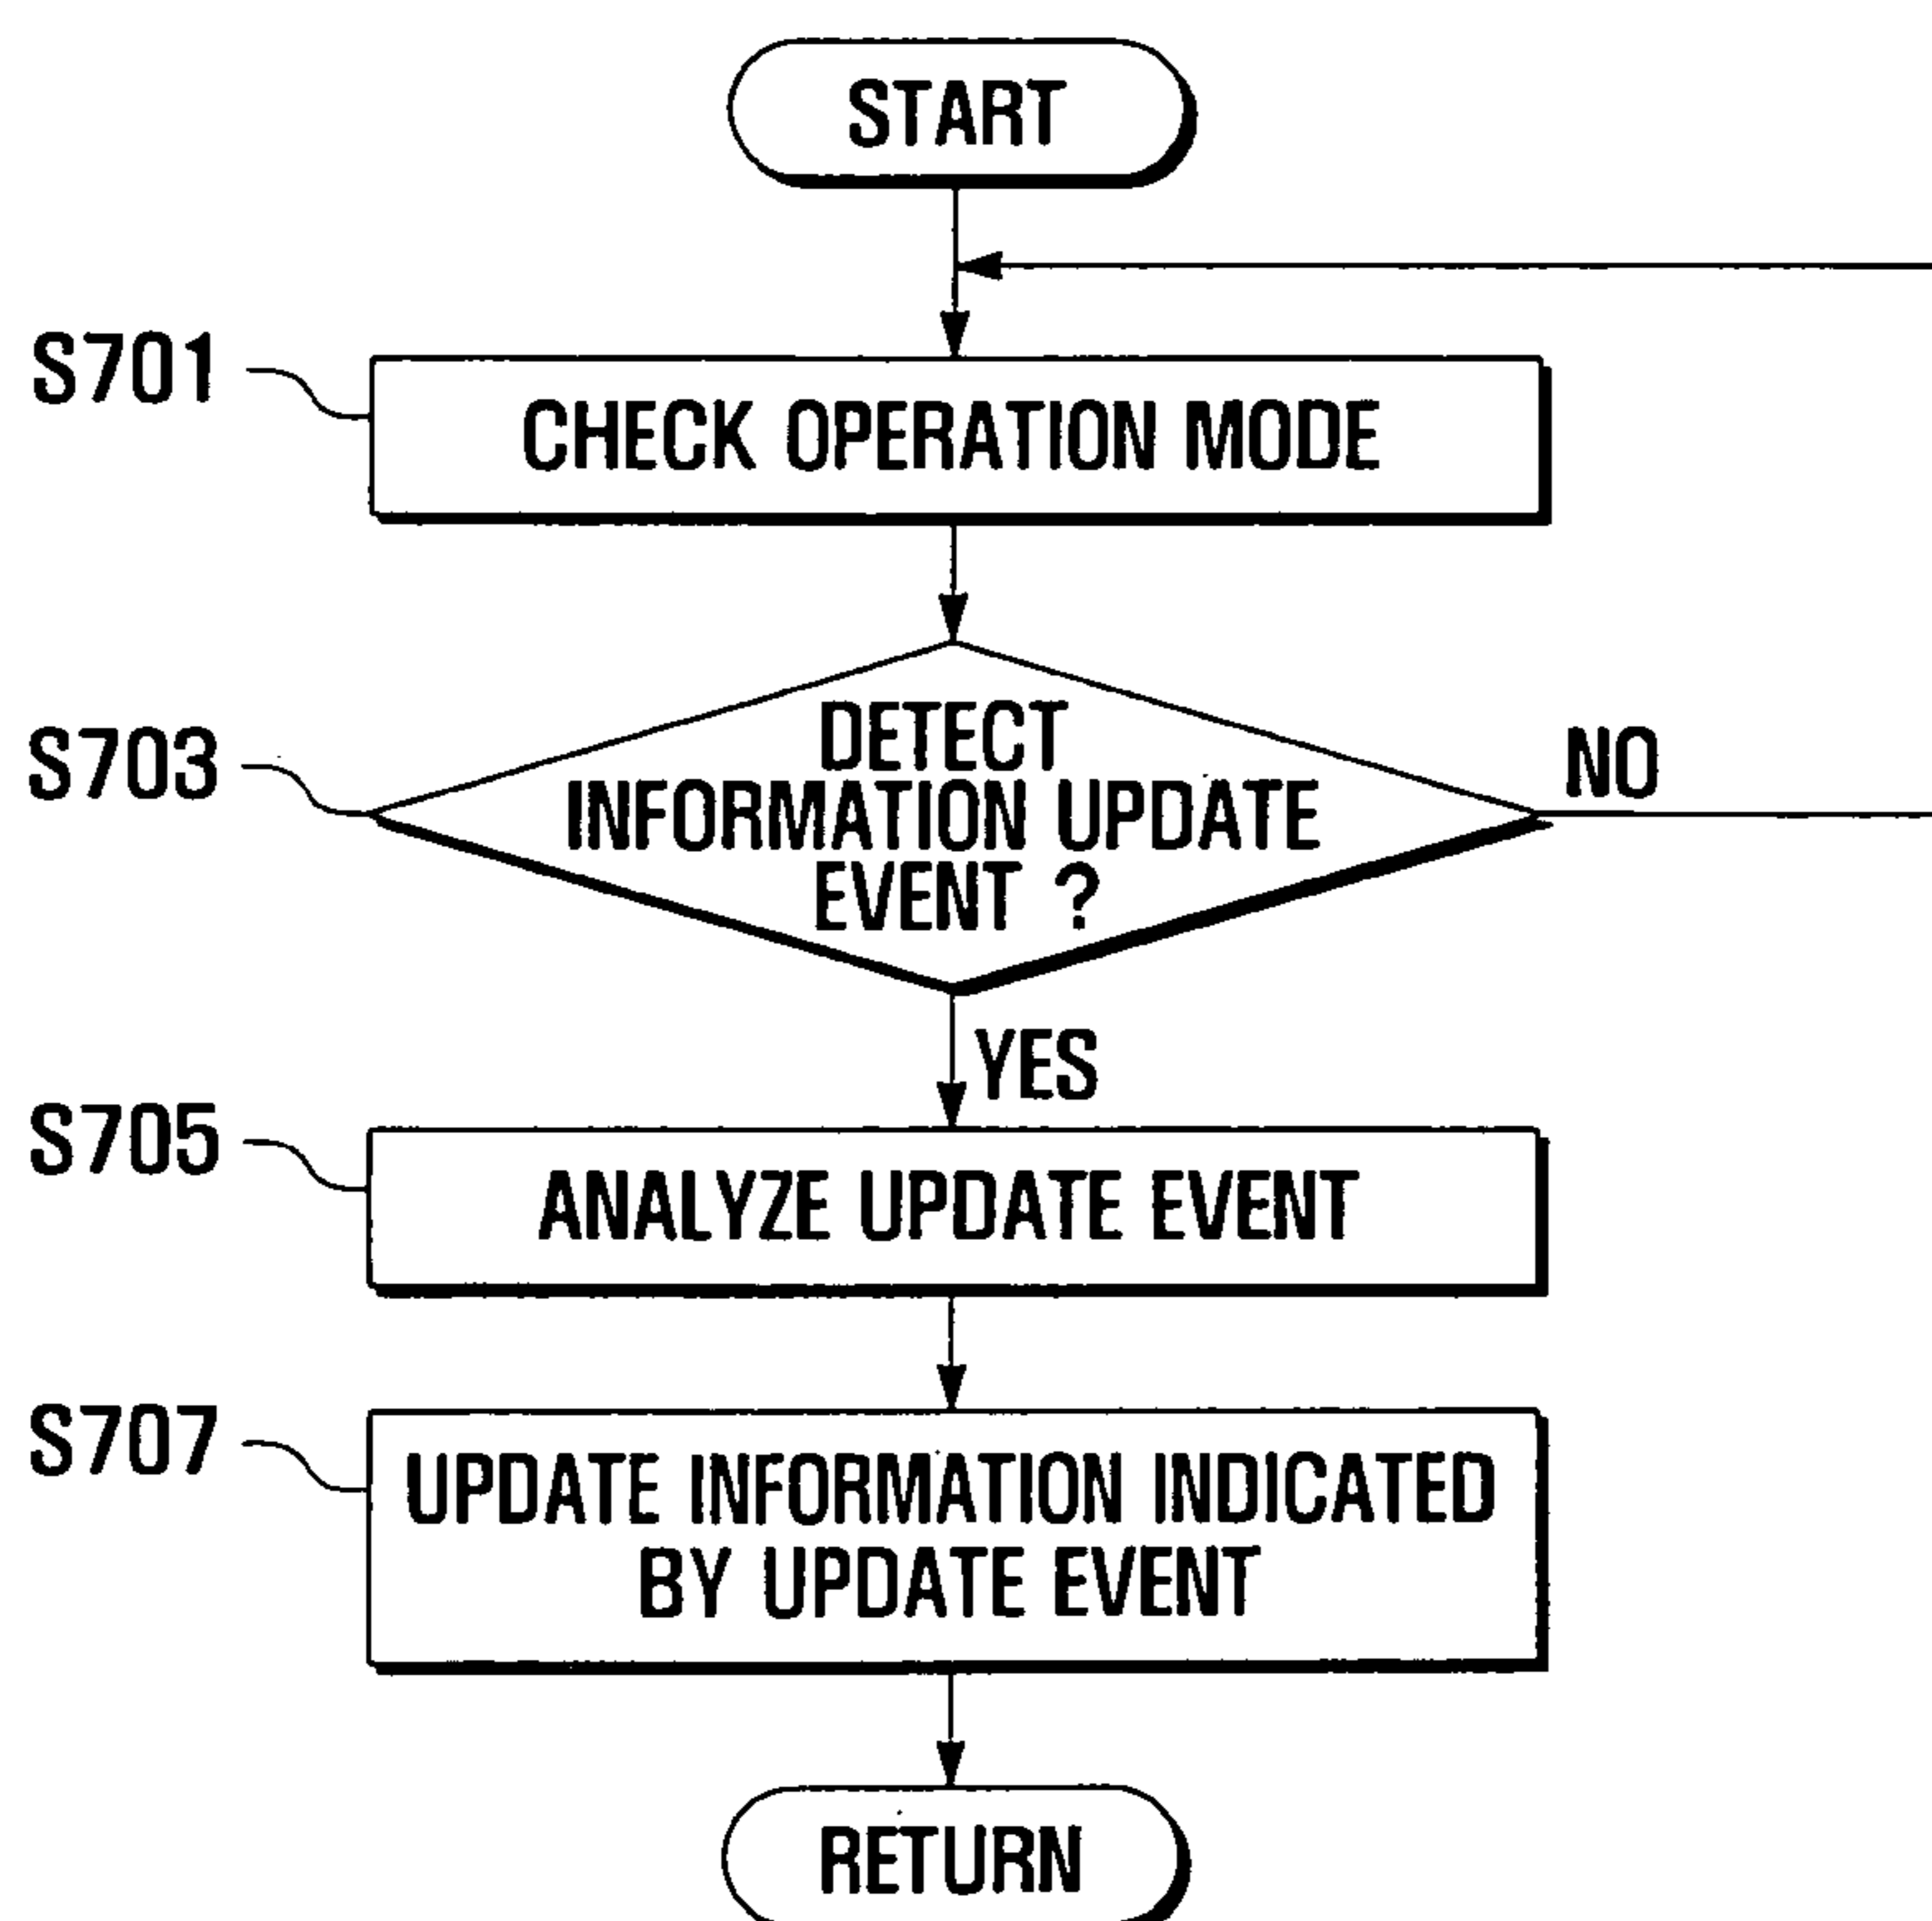 START
S701
CHECK OPERATION MODE
S703
DETECT
INFORMATION UPDATE
EVENT ?
NO
YES
S705
ANALYZE UPDATE EVENT
S707
UPDATE INFORMATION INDICATED
BY UPDATE EVENT
RETURN